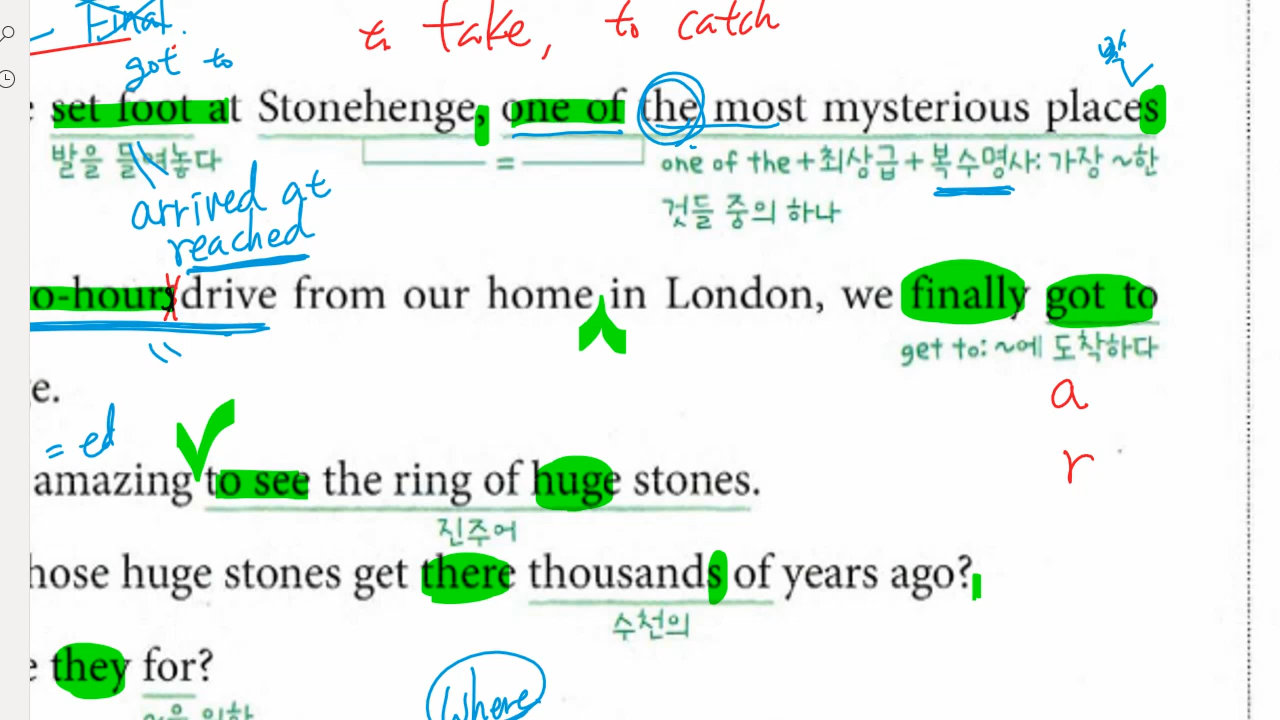 Final.
to take, to catch
got to
set foot at Stonehenge, one of the most mysterious places
발을 들여놓다 = one of the + 최상급 + 복수명사: 가장 ~한
것들 중의 하나
arrived at
reached
o-hours drive from our home in London, we finally got to
get to: ~에 도착하다
e.
a
= ed
r
amazing to see the ring of huge stones.
진주어
hose huge stones get there thousands of years ago?
수천의
e they for?
Where